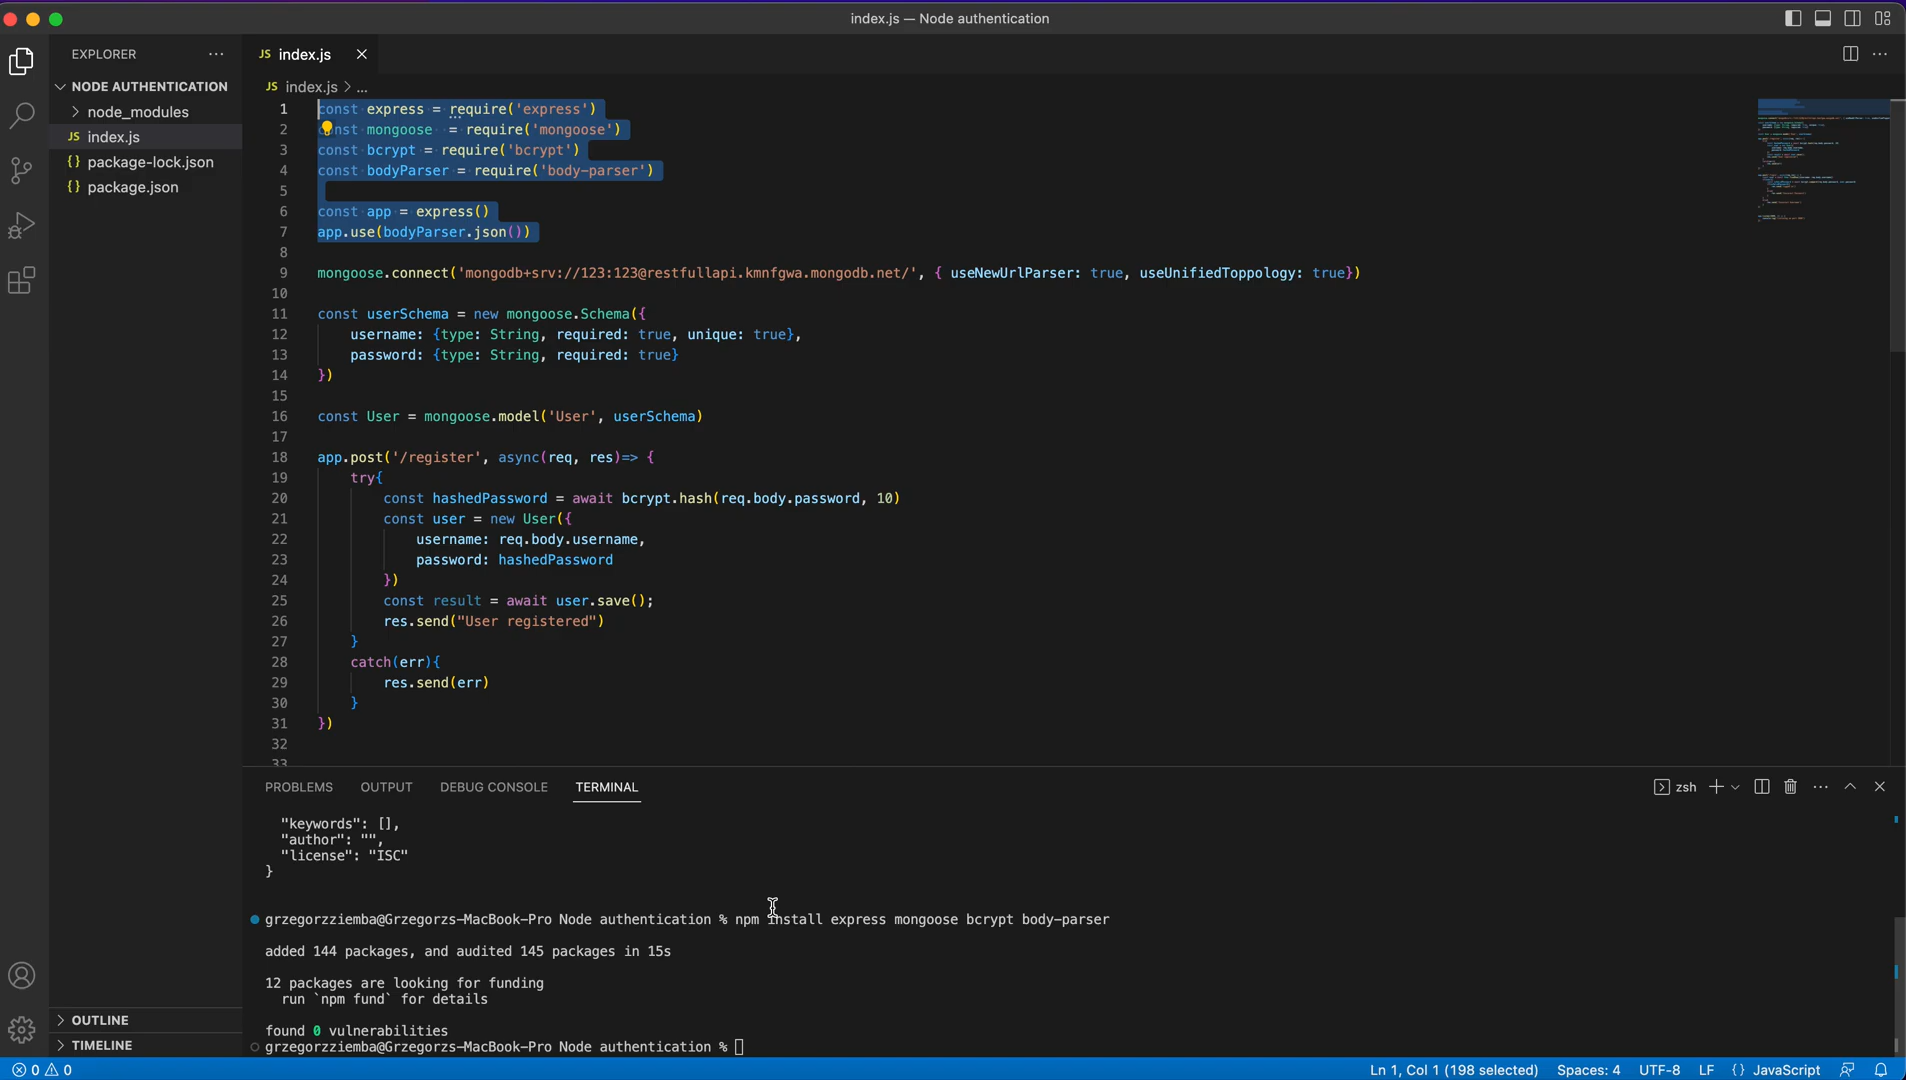 index.js — Node authentication
EXPLORER
NODE AUTHENTICATION
node_modules
JS index.js
{} package-lock.json
{} package.json
OUTLINE
TIMELINE
JS index.js
JS index.js > ...
1 const express = require('express')
2 const mongoose = require('mongoose')
3 const bcrypt = require('bcrypt')
4 const bodyParser = require('body-parser')
5
6 const app = express()
7 app.use(bodyParser.json())
8
9 mongoose.connect('mongodb+srv://123:123@restfullapi.kmnfgwa.mongodb.net/', { useNewUrlParser: true, useUnifiedToppology: true})
10
11 const userSchema = new mongoose.Schema({
12 username: {type: String, required: true, unique: true},
13 password: {type: String, required: true}
14 })
15
16 const User = mongoose.model('User', userSchema)
17
18 app.post('/register', async(req, res)=> {
19 try{
20 const hashedPassword = await bcrypt.hash(req.body.password, 10)
21 const user = new User({
22 username: req.body.username,
23 password: hashedPassword
24 })
25 const result = await user.save();
26 res.send("User registered")
27 }
28 catch(err){
29 res.send(err)
30 }
31 })
32
33
PROBLEMS OUTPUT DEBUG CONSOLE TERMINAL
zsh
"keywords": [],
"author": "",
"license": "ISC"
}
grzegorzziemba@Grzegorzs-MacBook-Pro Node authentication % npm install express mongoose bcrypt body-parser
added 144 packages, and audited 145 packages in 15s
12 packages are looking for funding
run `npm fund` for details
found 0 vulnerabilities
grzegorzziemba@Grzegorzs-MacBook-Pro Node authentication %
0 0 Ln 1, Col 1 (198 selected) Spaces: 4 UTF-8 LF {} JavaScript